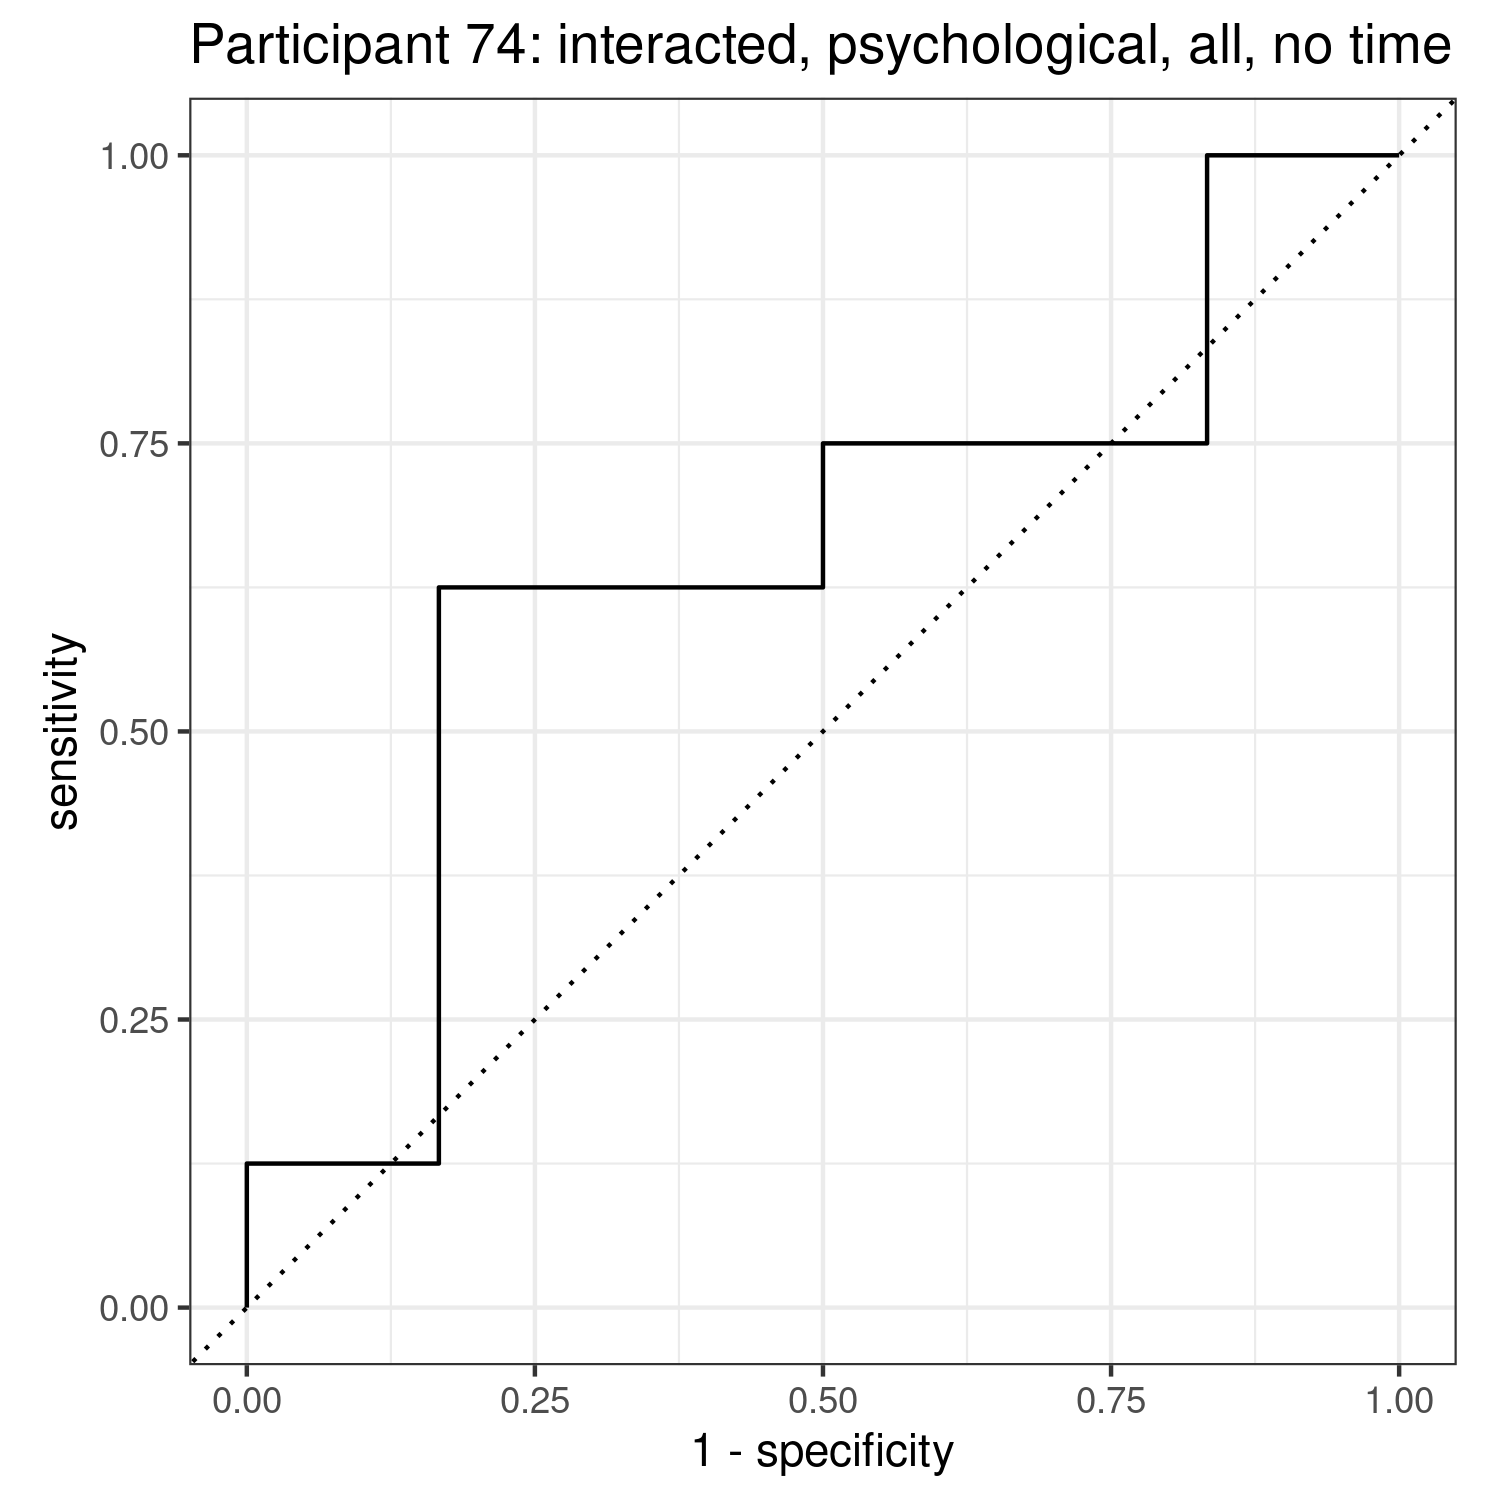 Participant 74: interacted, psychological, all, no time
1.00
0.75
0.50
0.25
0.00
sensitivity
0.00 0.25 0.50 0.75 1.00
1 - specificity